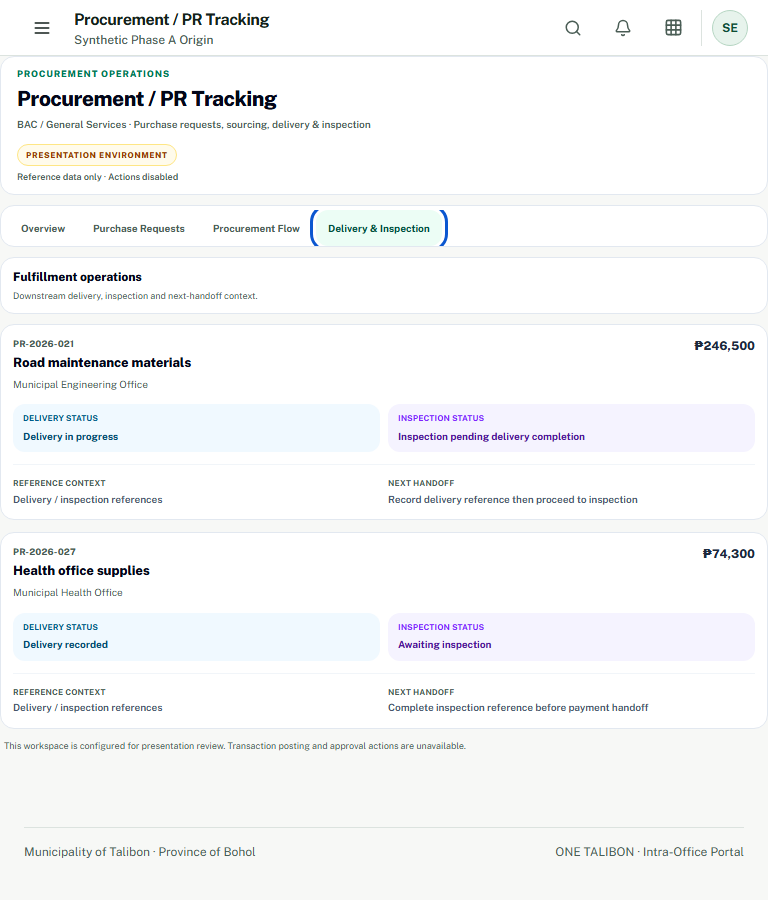 Procurement / PR Tracking
Synthetic Phase A Origin
SE
PROCUREMENT OPERATIONS
Procurement / PR Tracking
BAC / General Services · Purchase requests, sourcing, delivery & inspection
PRESENTATION ENVIRONMENT
Reference data only · Actions disabled
Overview Purchase Requests Procurement Flow Delivery & Inspection
Fulfillment operations
Downstream delivery, inspection and next-handoff context.
PR-2026-021
₱246,500
Road maintenance materials
Municipal Engineering Office
DELIVERY STATUS
Delivery in progress
INSPECTION STATUS
Inspection pending delivery completion
REFERENCE CONTEXT
Delivery / inspection references
NEXT HANDOFF
Record delivery reference then proceed to inspection
PR-2026-027
₱74,300
Health office supplies
Municipal Health Office
DELIVERY STATUS
Delivery recorded
INSPECTION STATUS
Awaiting inspection
REFERENCE CONTEXT
Delivery / inspection references
NEXT HANDOFF
Complete inspection reference before payment handoff
This workspace is configured for presentation review. Transaction posting and approval actions are unavailable.
Municipality of Talibon · Province of Bohol
ONE TALIBON · Intra-Office Portal